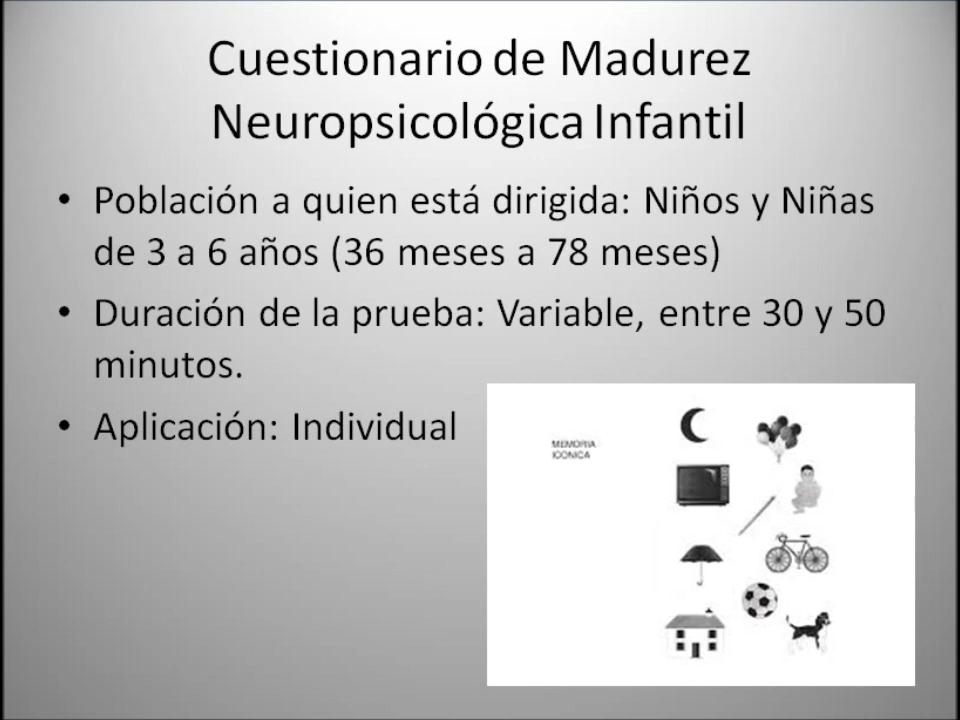 Cuestionario de Madurez
Neuropsicológica Infantil
• Población a quien está dirigida: Niños y Niñas
de 3 a 6 años (36 meses a 78 meses)
• Duración de la prueba: Variable, entre 30 y 50
minutos.
• Aplicación: Individual
MEMORIA
ICONICA